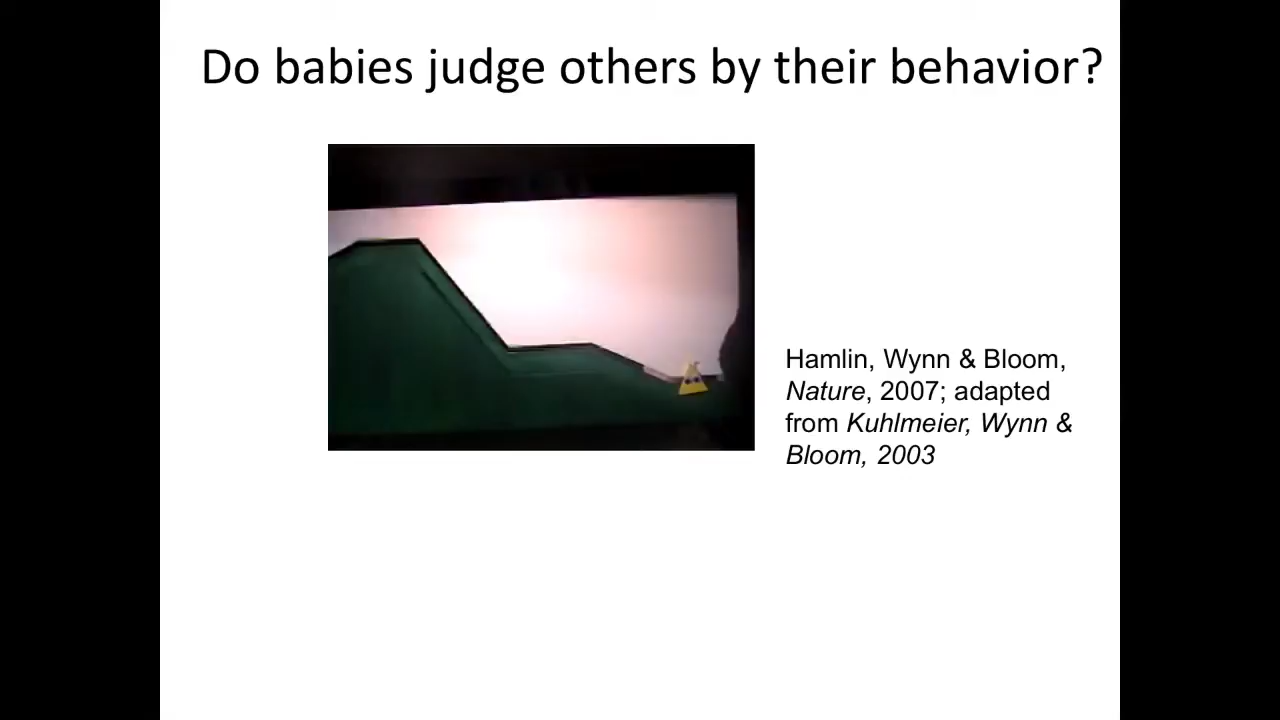 Do babies judge others by their behavior?
Hamlin, Wynn & Bloom,
Nature, 2007; adapted
from Kuhlmeier, Wynn &
Bloom, 2003